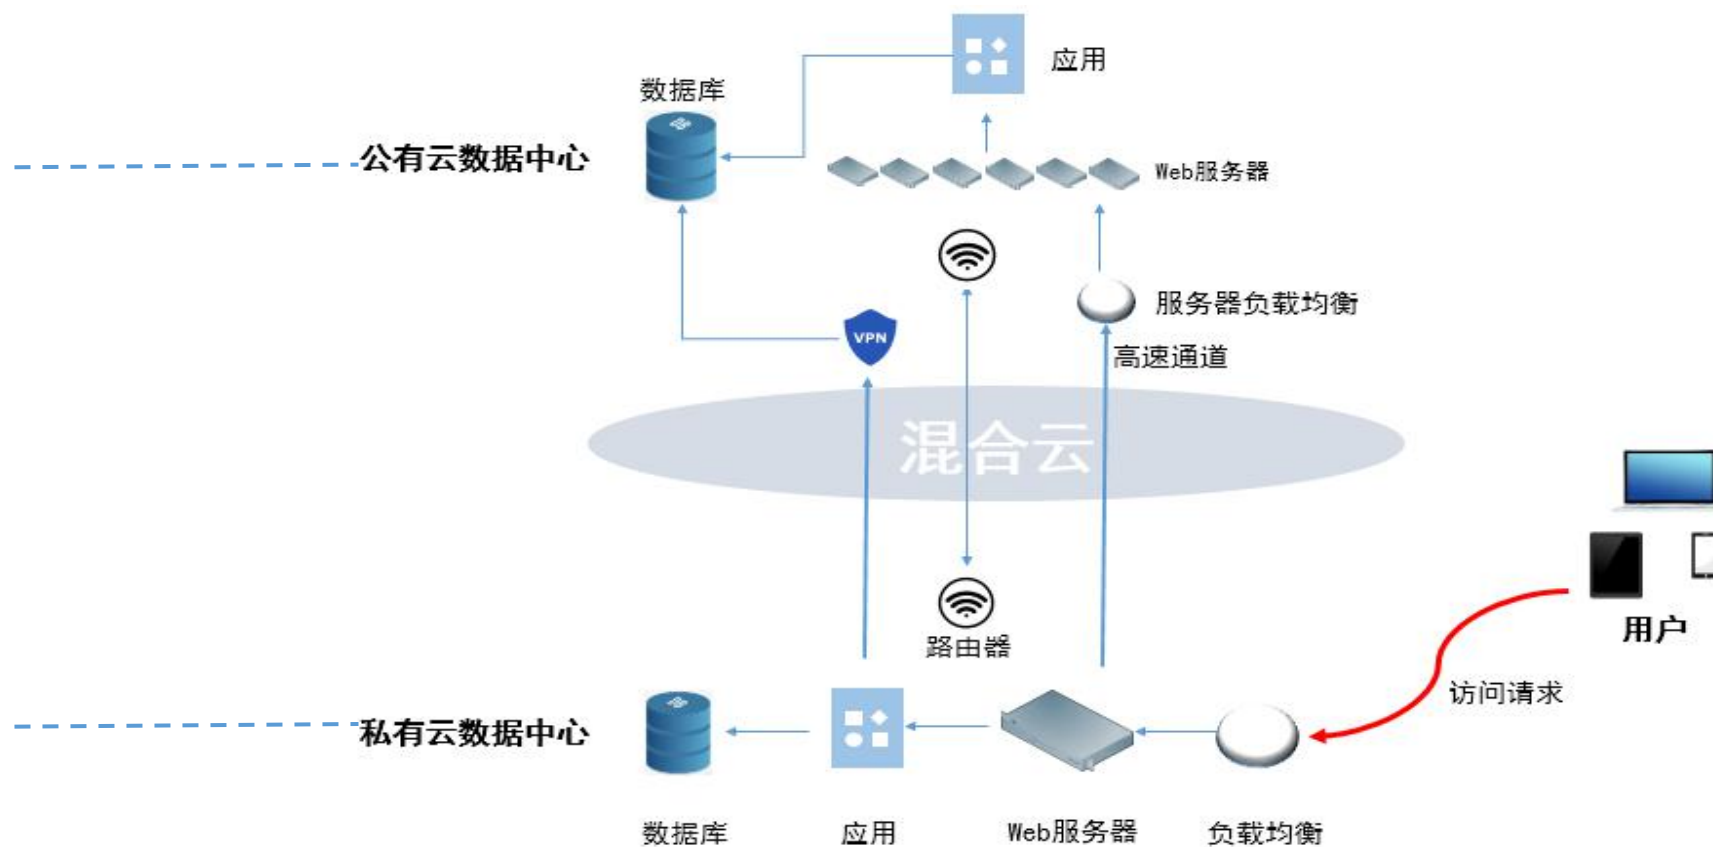 应用
数据库
公有云数据中心
Web服务器
服务器负载均衡
VPN
高速通道
混合云
用户
路由器
访问请求
私有云数据中心
数据库
应用
Web服务器
负载均衡